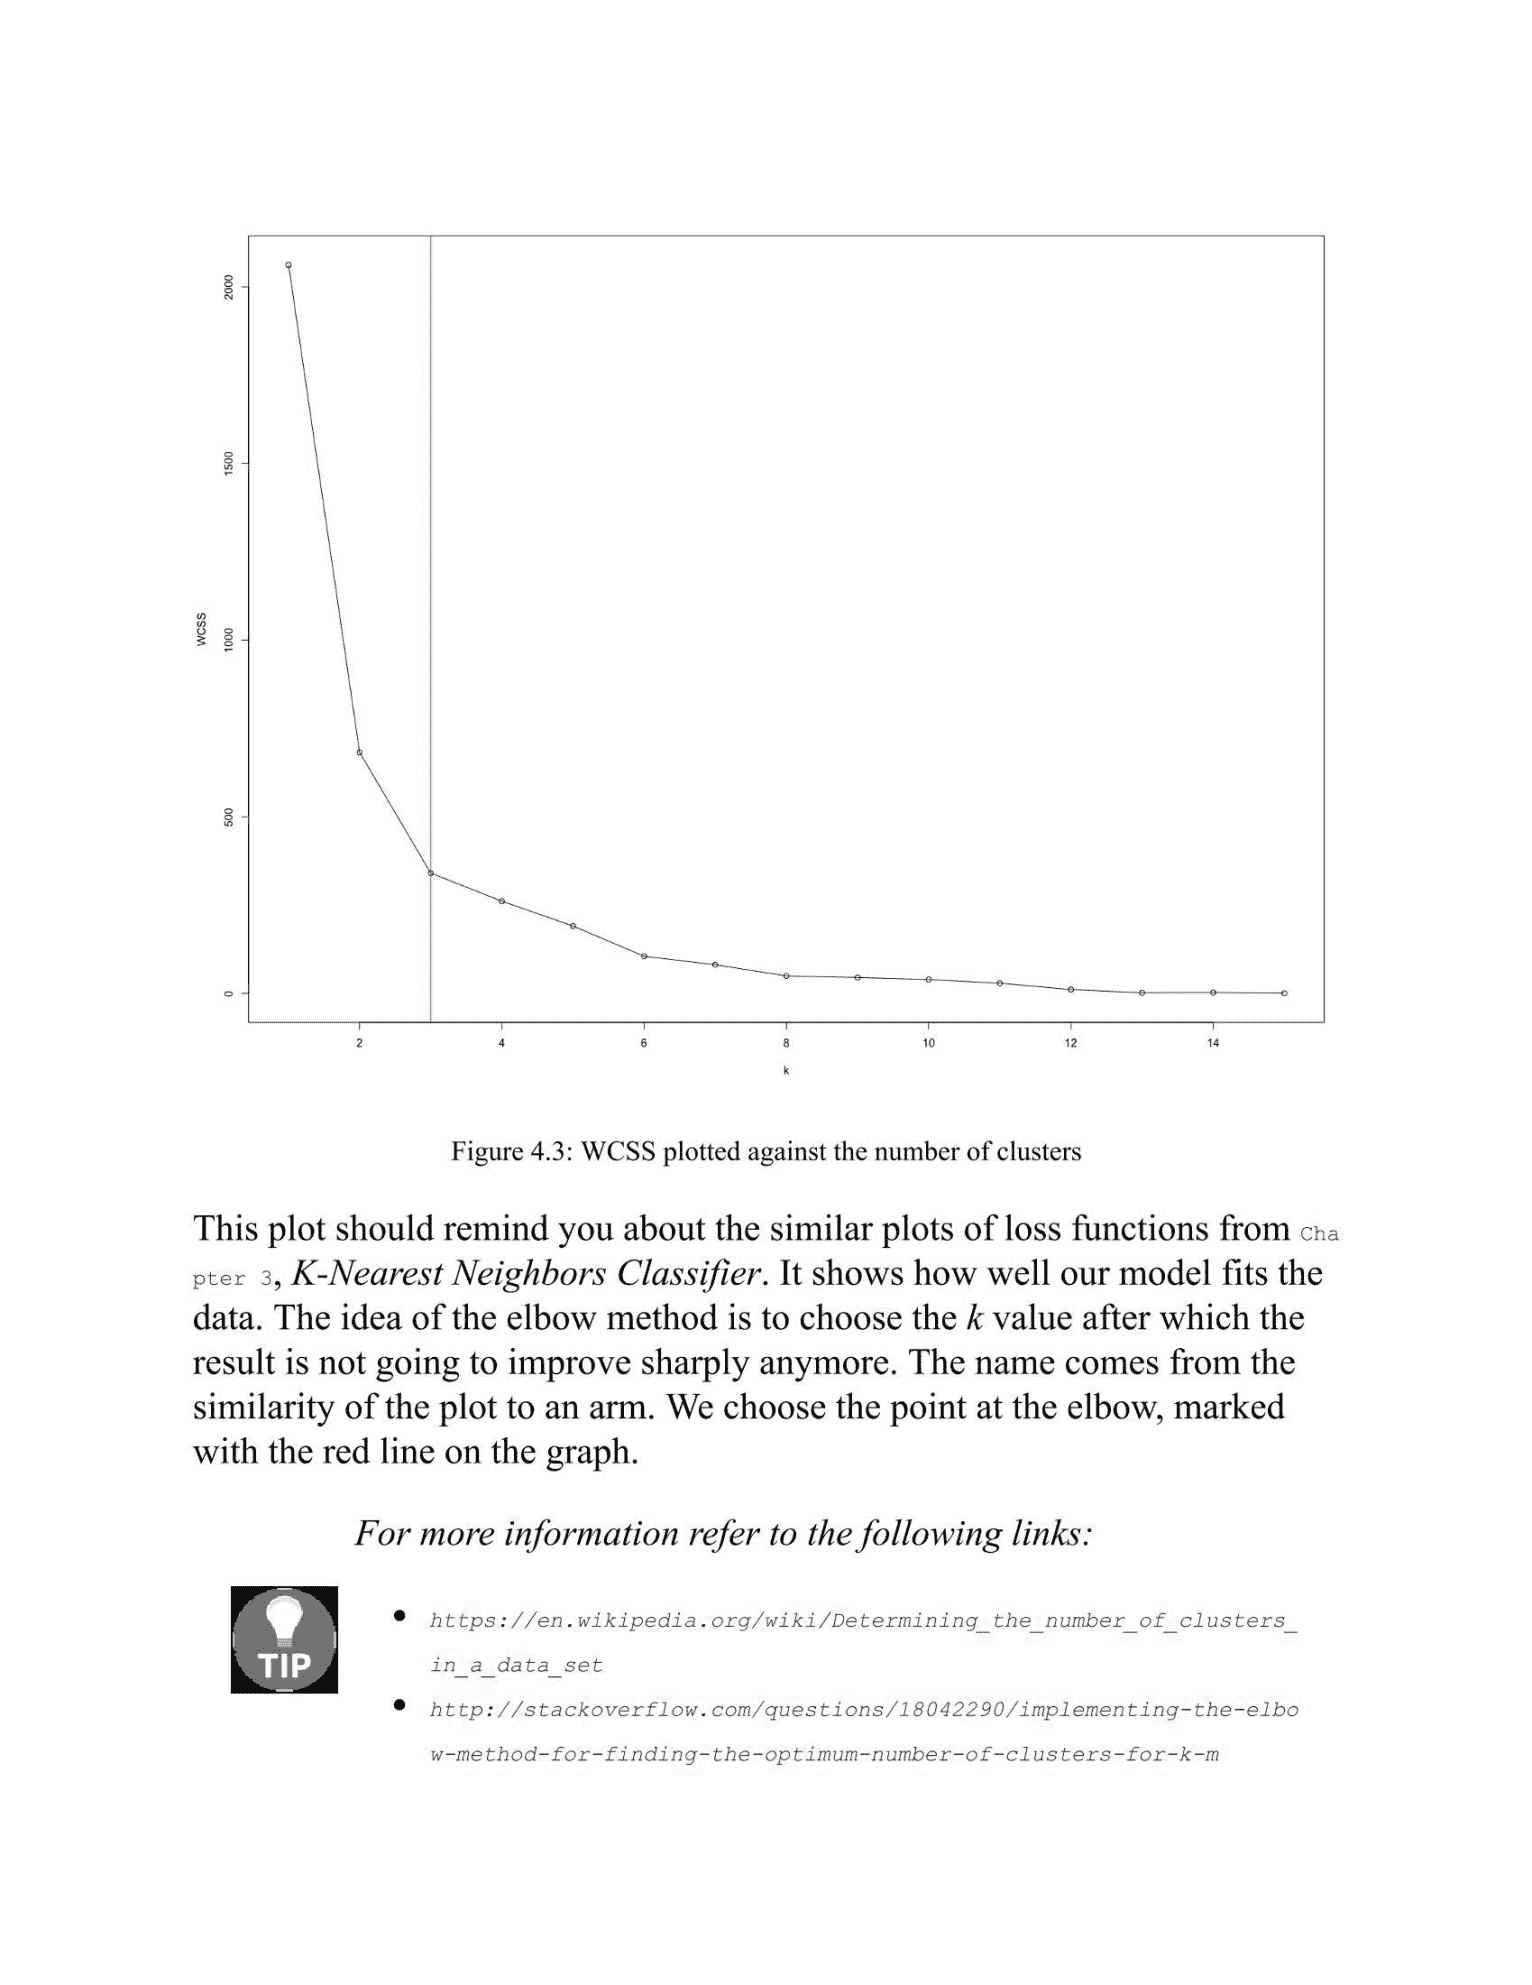 2000
1500
1000
500
0
WCSS
2 4 6 8 10 12 14
k
Figure 4.3: WCSS plotted against the number of clusters
This plot should remind you about the similar plots of loss functions from Cha
pter 3, K-Nearest Neighbors Classifier. It shows how well our model fits the
data. The idea of the elbow method is to choose the k value after which the
result is not going to improve sharply anymore. The name comes from the
similarity of the plot to an arm. We choose the point at the elbow, marked
with the red line on the graph.
For more information refer to the following links:
TIP
● https://en.wikipedia.org/wiki/Determining_the_number_of_clusters_
in_a_data_set
● http://stackoverflow.com/questions/18042290/implementing-the-elbo
w-method-for-finding-the-optimum-number-of-clusters-for-k-m